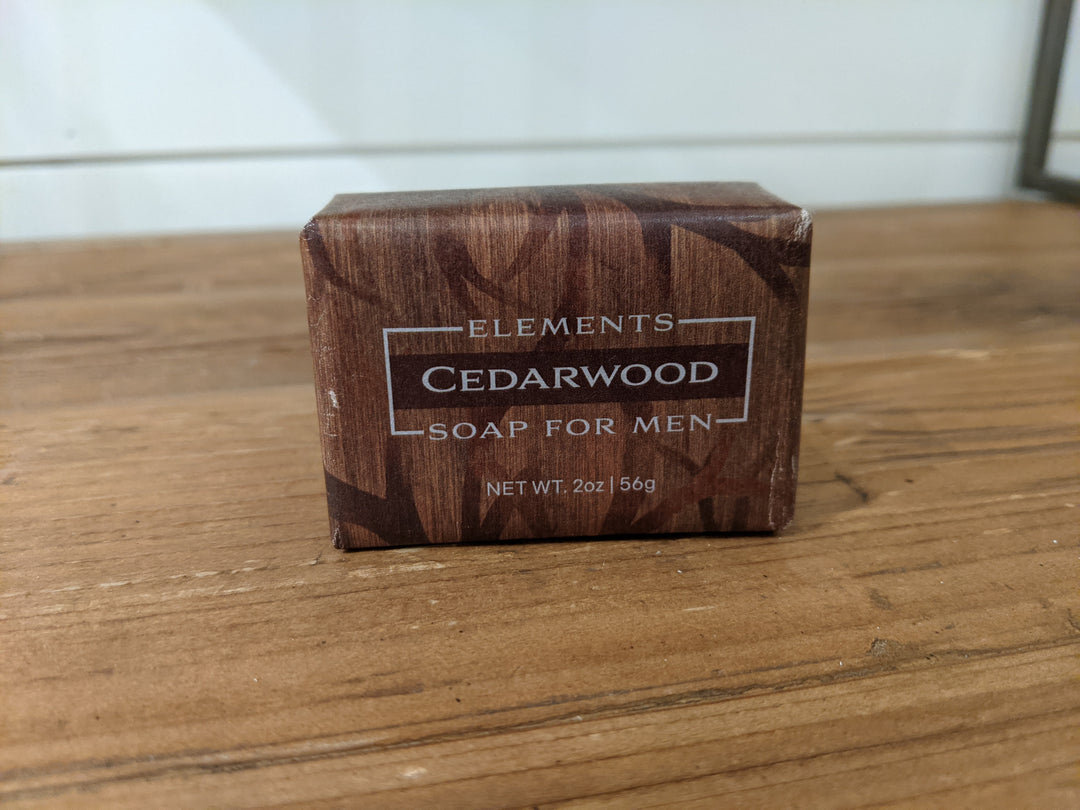 ELEMENTS
CEDARWOOD
SOAP FOR MEN
NET WT. 2oz | 56g